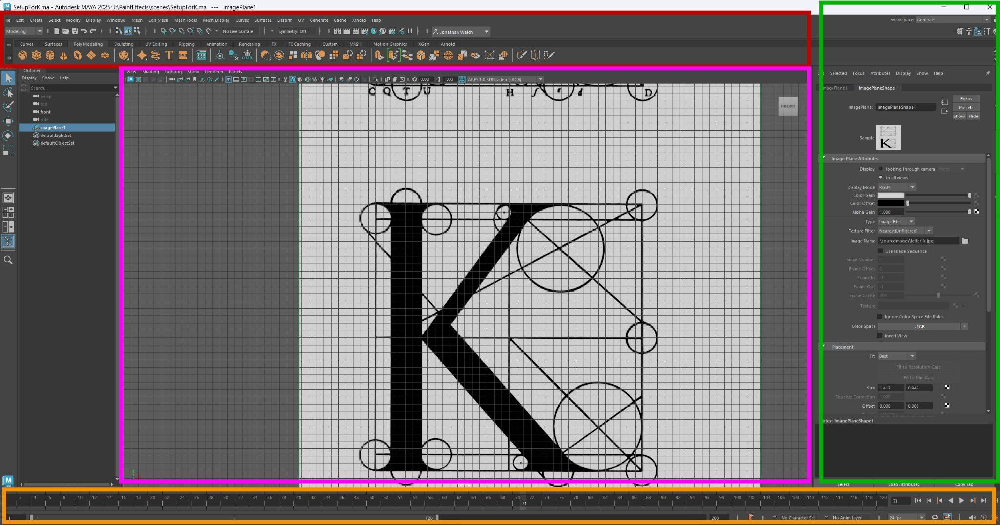 SetupForK.ma - Autodesk MAYA 2025: J:\PaintEffects\scenes\SetupForK.ma --- imagePlane1
File Edit Create Select Modify Display Windows Mesh Edit Mesh Mesh Tools Mesh Display Curves Surfaces Deform UV Generate Cache Arnold Help
Workspace: General*
Modeling No Live Surface Symmetry: Off Jonathan Welch
Curves Surfaces Poly Modeling Sculpting UV Editing Rigging Animation Rendering FX FX Caching Custom MASH Motion Graphics XGen Arnold
Outliner
Display Show Help
Search...
persp
top
front
side
imagePlane1
defaultLightSet
defaultObjectSet
View Shading Lighting Show Renderer Panels
0.00 1.00 ACES 1.0 SDR-video (sRGB)
C Q T U H D
FRONT
K
Selected Focus Attributes Display Show Help
imagePlane1 imagePlaneShape1
imagePlane: imagePlaneShape1
Focus
Presets
Show Hide
Sample
K
Image Plane Attributes
Display looking through camera front
in all views
Display Mode RGBA
Color Gain
Color Offset
Alpha Gain 1.000
Type Image File
Texture Filter Nearest(Unfiltered)
Image Name \sourceimages\letter_k.jpg
Use Image Sequence
Image Number 1
Frame Offset 0
Frame In -1
Frame Out -1
Frame Cache 204
Texture
Ignore Color Space File Rules
Color Space sRGB
Invert View
Placement
Fit Best
Fit to Resolution Gate
Fit to Film Gate
Size 1.417 0.945
Squeeze Correction 1.000
Offset 0.000 0.000
otes: imagePlaneShape1
Select Load Attributes Copy Tab
2 4 6 8 10 12 14 16 18 20 22 24 26 28 30 32 34 36 38 40 42 44 46 48 50 52 54 56 58 60 62 64 66 68 70 72 74 76 78 80 82 84 86 88 90 92 94 96 98 100 102 104 106 108 110 112 114 116 118 120
71 71
1 1 120 200 No Character Set No Anim Layer 24 fps